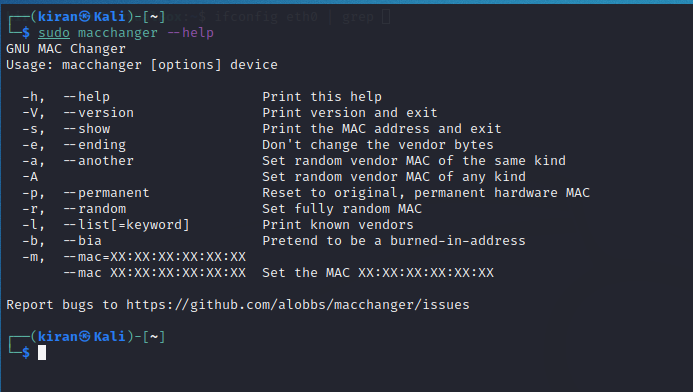 ┌──(kiran㉿Kali)-[~]
└─$ sudo macchanger --help
GNU MAC Changer
Usage: macchanger [options] device

  -h,  --help                   Print this help
  -V,  --version                Print version and exit
  -s,  --show                   Print the MAC address and exit
  -e,  --ending                 Don't change the vendor bytes
  -a,  --another                Set random vendor MAC of the same kind
  -A                            Set random vendor MAC of any kind
  -p,  --permanent              Reset to original, permanent hardware MAC
  -r,  --random                 Set fully random MAC
  -l,  --list[=keyword]         Print known vendors
  -b,  --bia                    Pretend to be a burned-in-address
  -m,  --mac=XX:XX:XX:XX:XX:XX
       --mac XX:XX:XX:XX:XX:XX  Set the MAC XX:XX:XX:XX:XX:XX

Report bugs to https://github.com/alobbs/macchanger/issues

┌──(kiran㉿Kali)-[~]
└─$